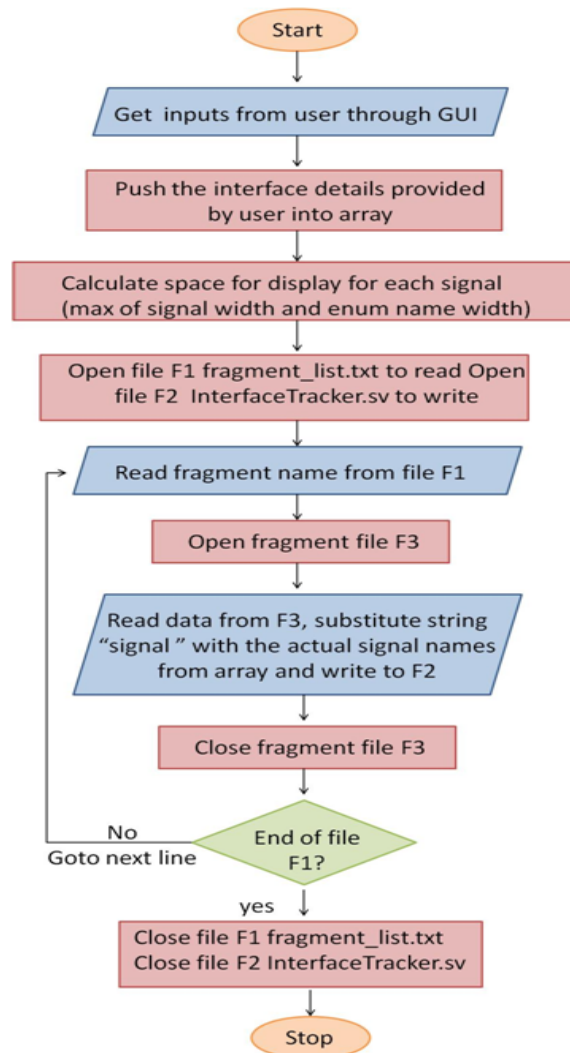 Start
Get inputs from user through GUI
Push the interface details provided
by user into array
Calculate space for display for each signal
(max of signal width and enum name width)
Open file F1 fragment_list.txt to read Open
file F2 InterfaceTracker.sv to write
Read fragment name from file F1
Open fragment file F3
Read data from F3, substitute string
“signal ” with the actual signal names
from array and write to F2
Close fragment file F3
End of file
F1?
No
Goto next line
yes
Close file F1 fragment_list.txt
Close file F2 InterfaceTracker.sv
Stop